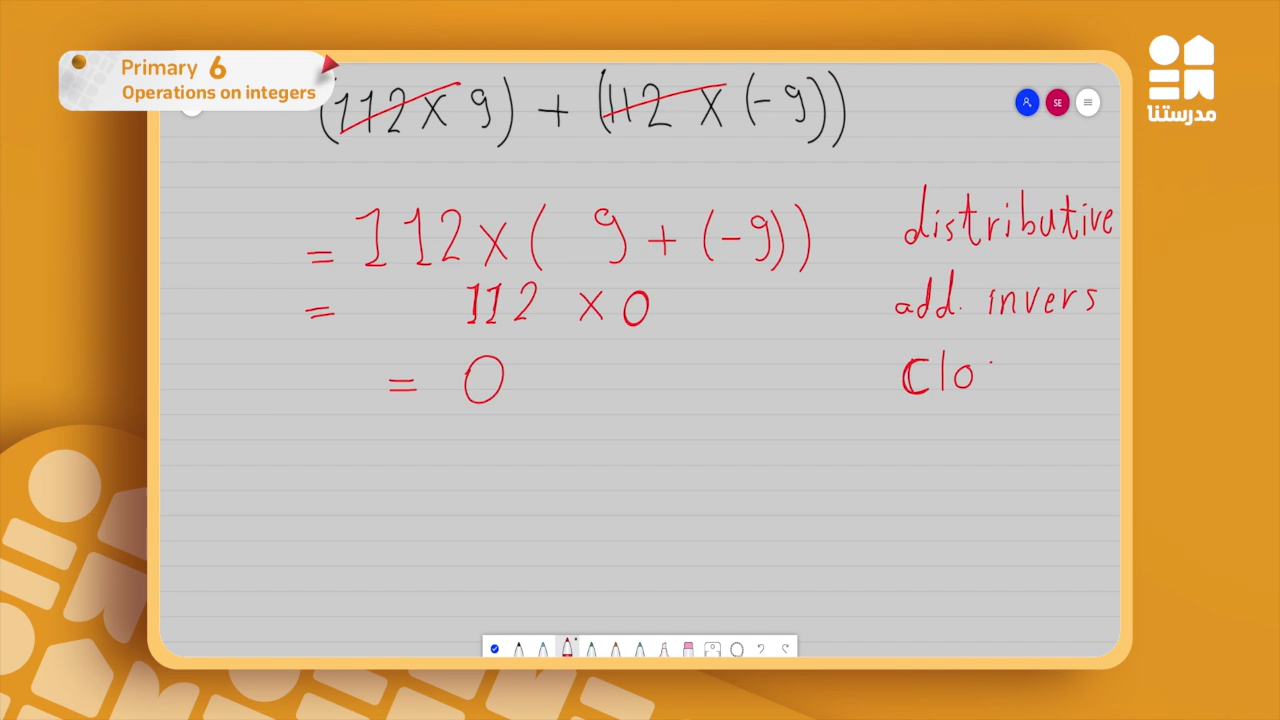 Primary 6
Operations on integers
مدرستنا
SE
(112 × 9) + (112 × (-9))
= 112 × ( 9 + (-9)) distributive
= 112 × 0 add. invers
= 0 Clo